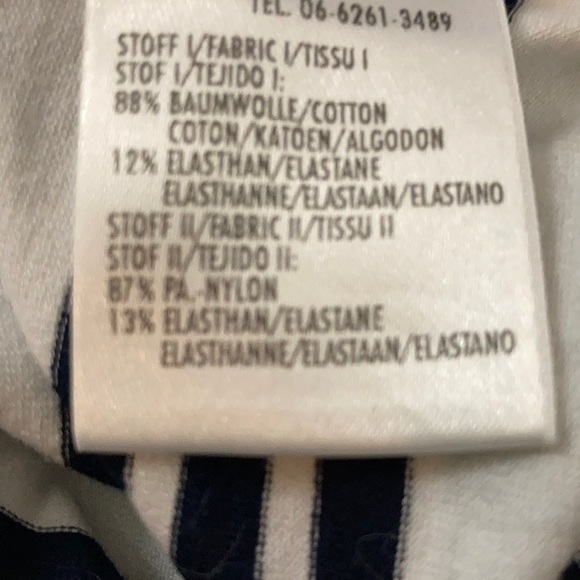 TEL. 06-6261-3489
STOFF I/FABRIC I/TISSU I
STOF I/TEJIDO I:
88% BAUMWOLLE/COTTON
COTON/KATOEN/ALGODON
12% ELASTHAN/ELASTANE
ELASTHANNE/ELASTAAN/ELASTANO
STOFF II/FABRIC II/TISSU II
STOF II/TEJIDO II:
87% PA.-NYLON
13% ELASTHAN/ELASTANE
ELASTHANNE/ELASTAAN/ELASTANO